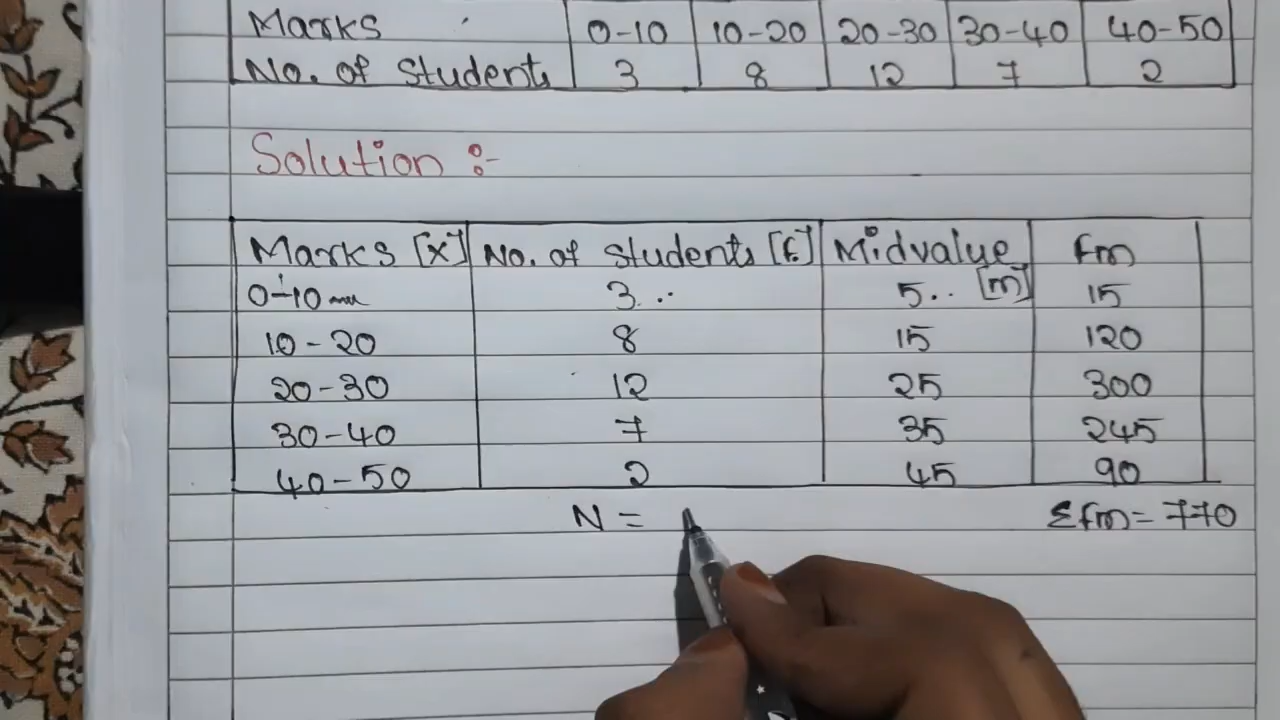 Marks 0-10 10-20 20-30 30-40 40-50
No. of Students 3 8 12 7 2
Solution :-
Marks [x] No. of Students [f] Midvalue [m] fm
0-10 3 5 15
10-20 8 15 120
20-30 12 25 300
30-40 7 35 245
40-50 2 45 90
N = Σfm = 770